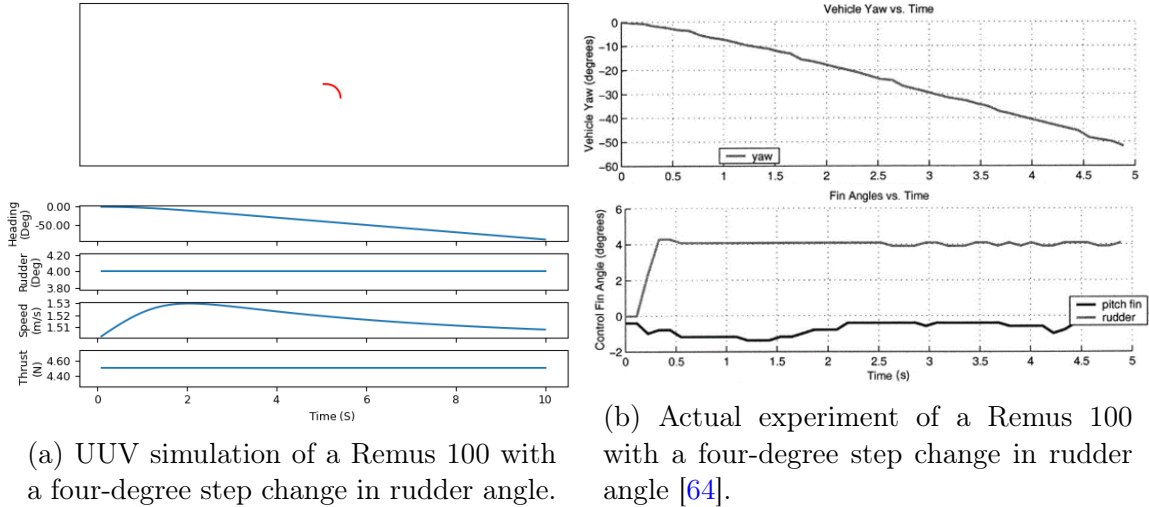 0.00
-50.00
Heading
(Deg)
4.20
4.00
3.80
Rudder
(Deg)
1.53
1.52
1.51
Speed
(m/s)
4.60
4.40
Thrust
(N)
0 2 4 6 8 10
Time (S)
(a) UUV simulation of a Remus 100 with
a four-degree step change in rudder angle.
Vehicle Yaw vs. Time
0
−10
−20
−30
−40
−50
−60
Vehicle Yaw (degrees)
yaw
0 0.5 1 1.5 2 2.5 3 3.5 4 4.5 5
Fin Angles vs. Time
6
4
2
0
−2
Control Fin Angle (degrees)
pitch fin
rudder
0 0.5 1 1.5 2 2.5 3 3.5 4 4.5 5
Time (s)
(b) Actual experiment of a Remus 100
with a four-degree step change in rudder
angle [64].